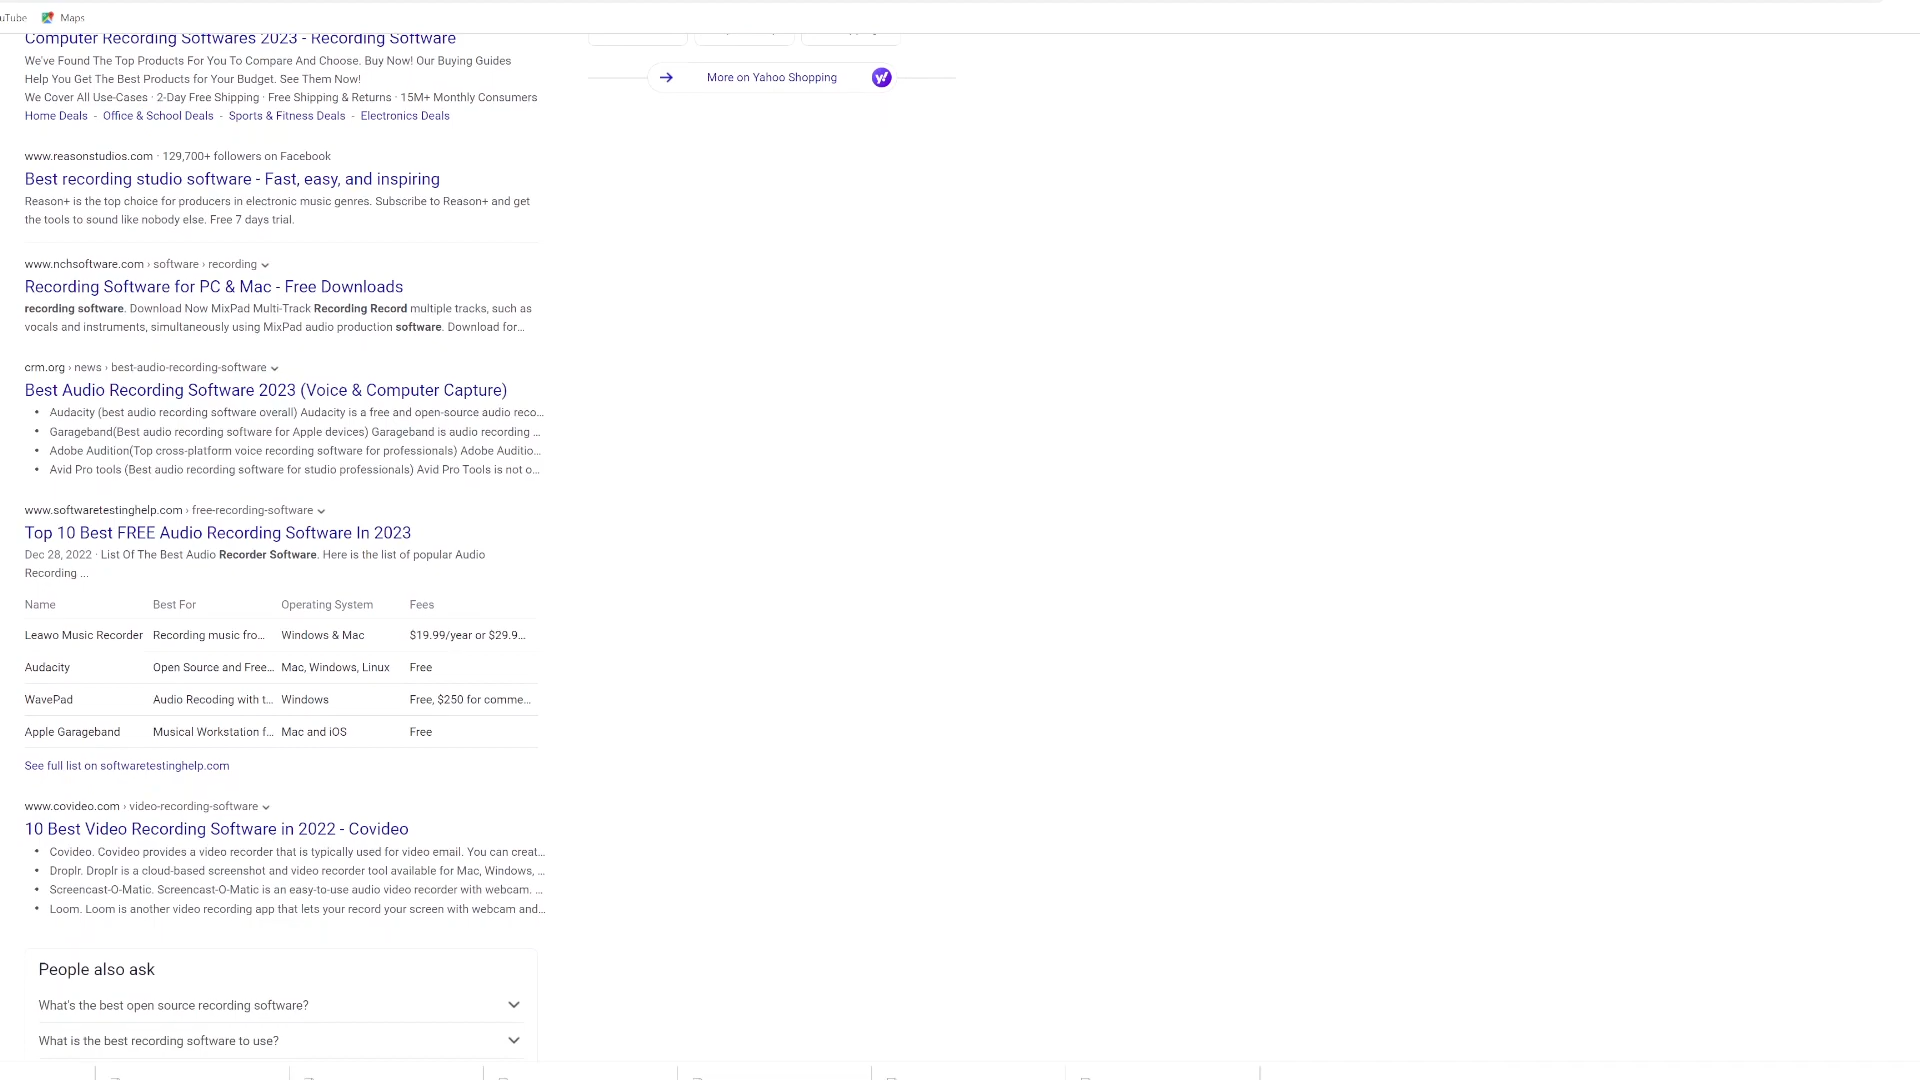 Maps
Computer Recording Softwares 2023 - Recording Software
We've Found The Top Products For You To Compare And Choose. Buy Now! Our Buying Guides
Help You Get The Best Products for Your Budget. See Them Now!
We Cover All Use-Cases · 2-Day Free Shipping · Free Shipping & Returns · 15M+ Monthly Consumers
Home Deals - Office & School Deals - Sports & Fitness Deals - Electronics Deals
More on Yahoo Shopping
y!
www.reasonstudios.com · 129,700+ followers on Facebook
Best recording studio software - Fast, easy, and inspiring
Reason+ is the top choice for producers in electronic music genres. Subscribe to Reason+ and get
the tools to sound like nobody else. Free 7 days trial.
www.nchsoftware.com › software › recording
Recording Software for PC & Mac - Free Downloads
recording software. Download Now MixPad Multi-Track Recording Record multiple tracks, such as
vocals and instruments, simultaneously using MixPad audio production software. Download for...
crm.org › news › best-audio-recording-software
Best Audio Recording Software 2023 (Voice & Computer Capture)
• Audacity (best audio recording software overall) Audacity is a free and open-source audio reco...
• Garageband(Best audio recording software for Apple devices) Garageband is audio recording ...
• Adobe Audition(Top cross-platform voice recording software for professionals) Adobe Auditio...
• Avid Pro tools (Best audio recording software for studio professionals) Avid Pro Tools is not o...
www.softwaretestinghelp.com › free-recording-software
Top 10 Best FREE Audio Recording Software In 2023
Dec 28, 2022 · List Of The Best Audio Recorder Software. Here is the list of popular Audio
Recording ...
Name Best For Operating System Fees
Leawo Music Recorder Recording music fro... Windows & Mac $19.99/year or $29.9...
Audacity Open Source and Free... Mac, Windows, Linux Free
WavePad Audio Recoding with t... Windows Free, $250 for comme...
Apple Garageband Musical Workstation f... Mac and iOS Free
See full list on softwaretestinghelp.com
www.covideo.com › video-recording-software
10 Best Video Recording Software in 2022 - Covideo
• Covideo. Covideo provides a video recorder that is typically used for video email. You can creat...
• Droplr. Droplr is a cloud-based screenshot and video recorder tool available for Mac, Windows, ...
• Screencast-O-Matic. Screencast-O-Matic is an easy-to-use audio video recorder with webcam. ...
• Loom. Loom is another video recording app that lets your record your screen with webcam and...
People also ask
What's the best open source recording software?
What is the best recording software to use?